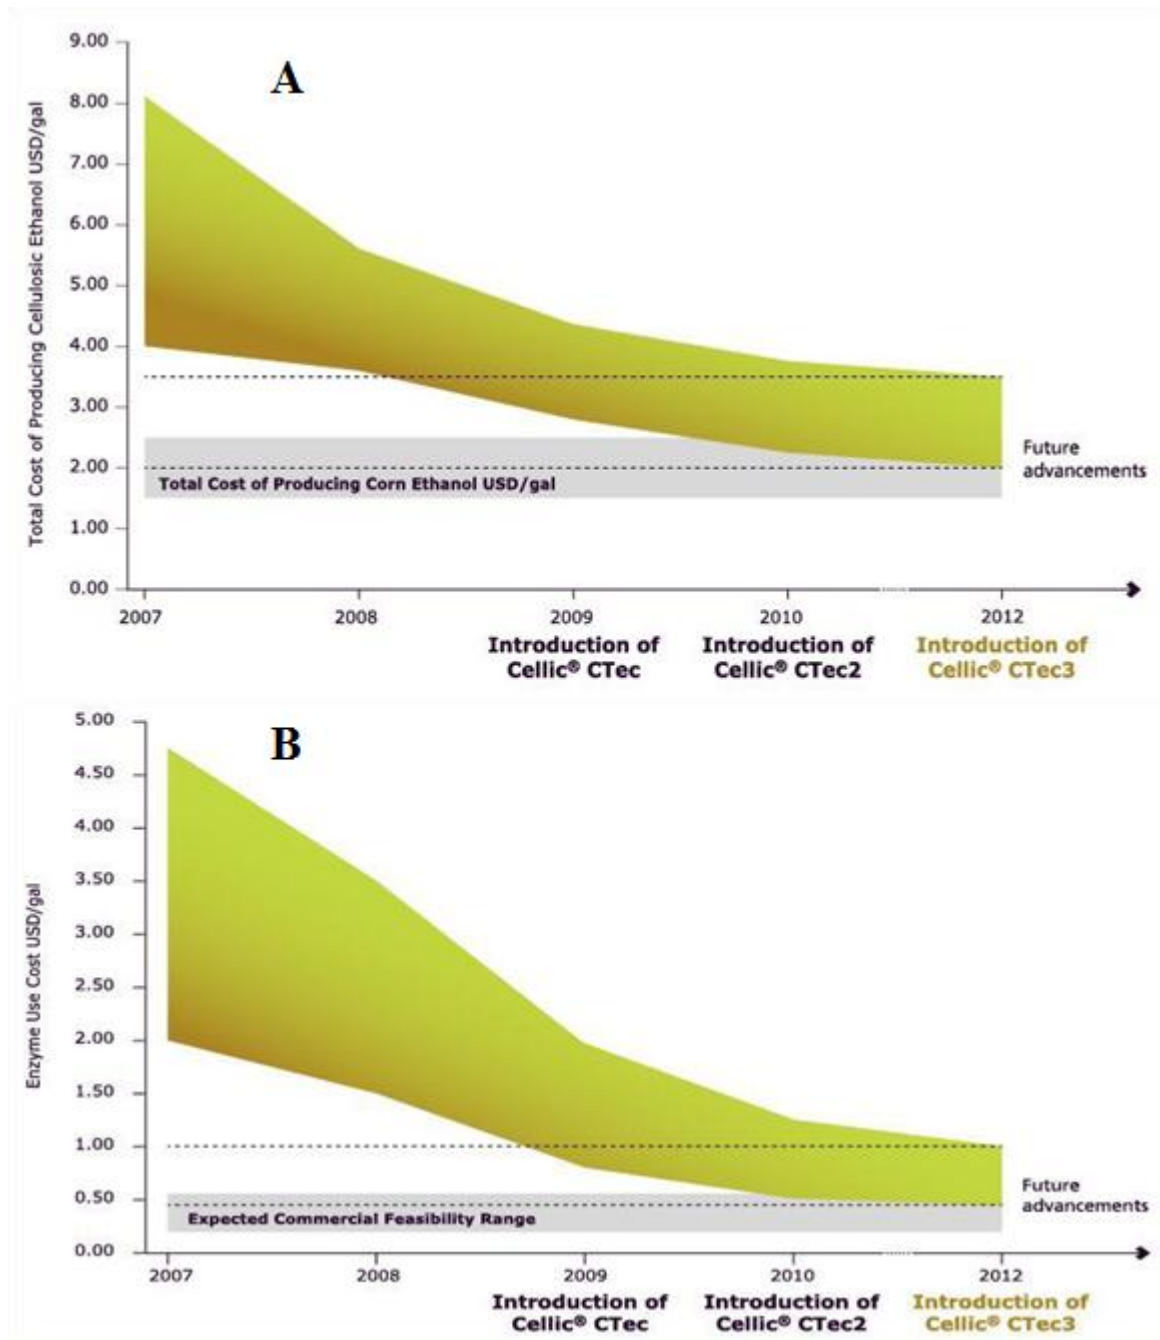 A
Total Cost of Producing Cellulosic Ethanol USD/gal
9.00
8.00
7.00
6.00
5.00
4.00
3.00
2.00
1.00
0.00
Total Cost of Producing Corn Ethanol USD/gal
Future
advancements
2007
2008
2009
2010
2012
Introduction of
Cellic® CTec
Introduction of
Cellic® CTec2
Introduction of
Cellic® CTec3
B
Enzyme Use Cost USD/gal
5.00
4.50
4.00
3.50
3.00
2.50
2.00
1.50
1.00
0.50
0.00
Expected Commercial Feasibility Range
Future
advancements
2007
2008
2009
2010
2012
Introduction of
Cellic® CTec
Introduction of
Cellic® CTec2
Introduction of
Cellic® CTec3